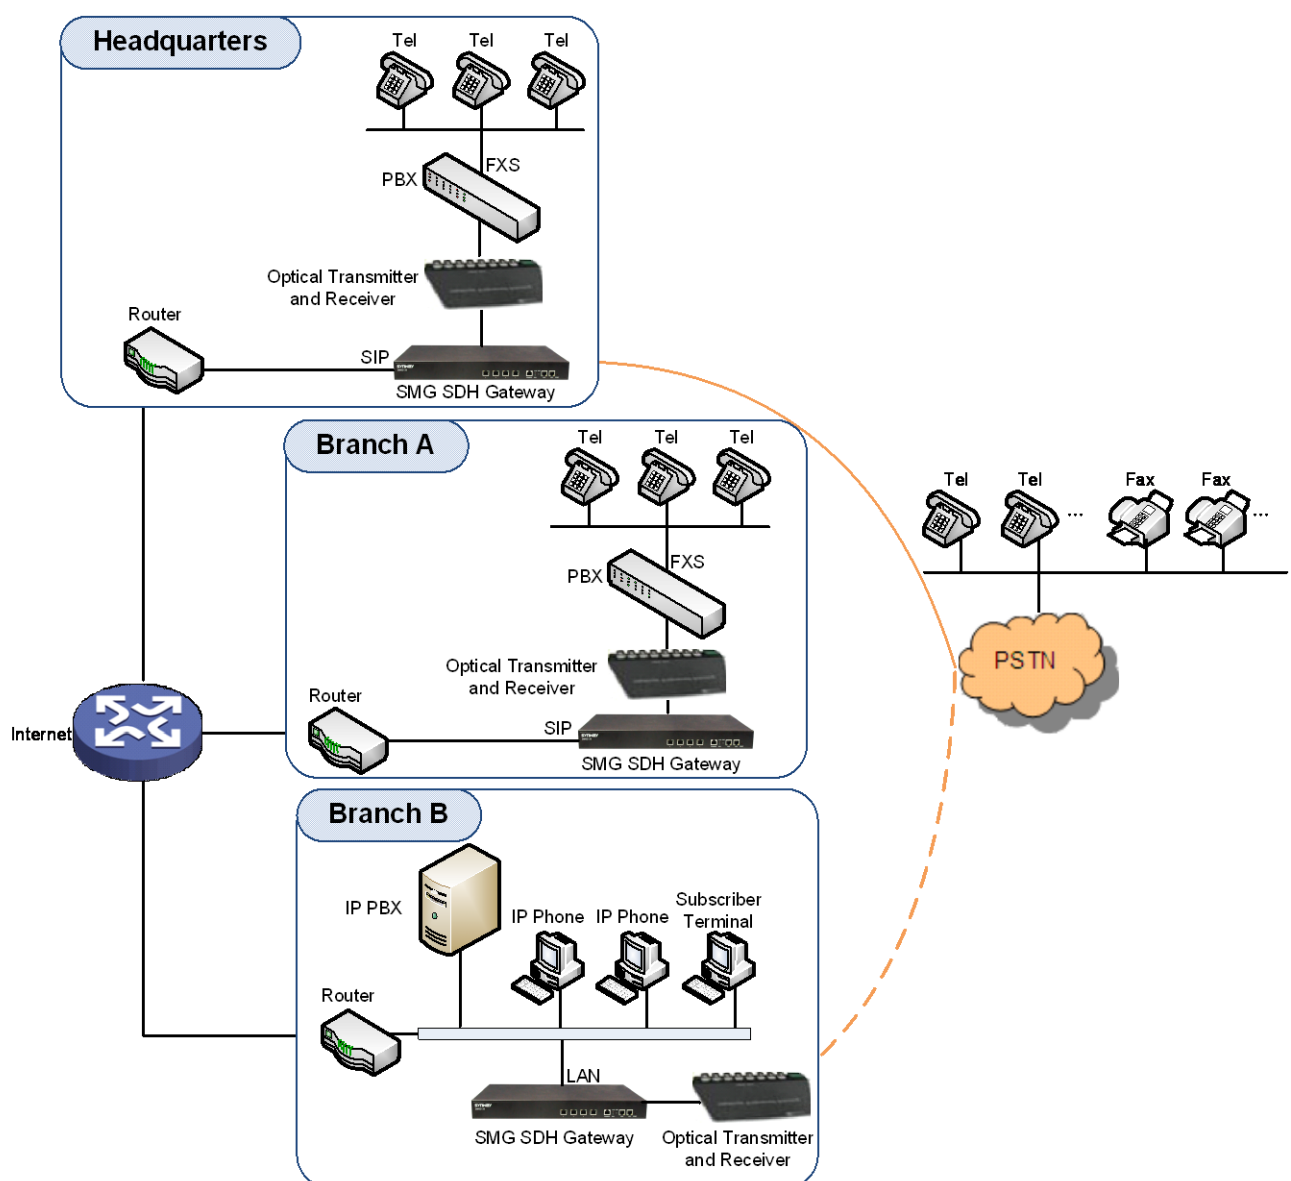 Headquarters
Tel Tel Tel
FXS
PBX
Optical Transmitter
and Receiver
Router
SIP
SMG SDH Gateway
Branch A
Tel Tel Tel
FXS
PBX
Optical Transmitter
and Receiver
Router
SIP
SMG SDH Gateway
Tel Tel ... Fax Fax ...
PSTN
Internet
Branch B
IP PBX
IP Phone IP Phone
Subscriber
Terminal
Router
LAN
SMG SDH Gateway
Optical Transmitter
and Receiver